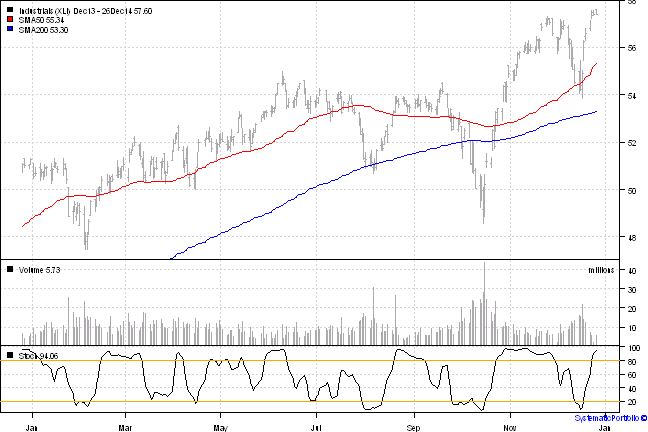 Industrials (XLI) Dec13 - 26Dec14 57.60
SMA50 55.34
SMA200 53.30
58
56
54
52
50
48
Volume 5.73
millions
40
30
20
10
Stock 94.06
100
80
60
40
20
Jan Mar May Jul Sep Nov Jan
SystematicPortfolio ©